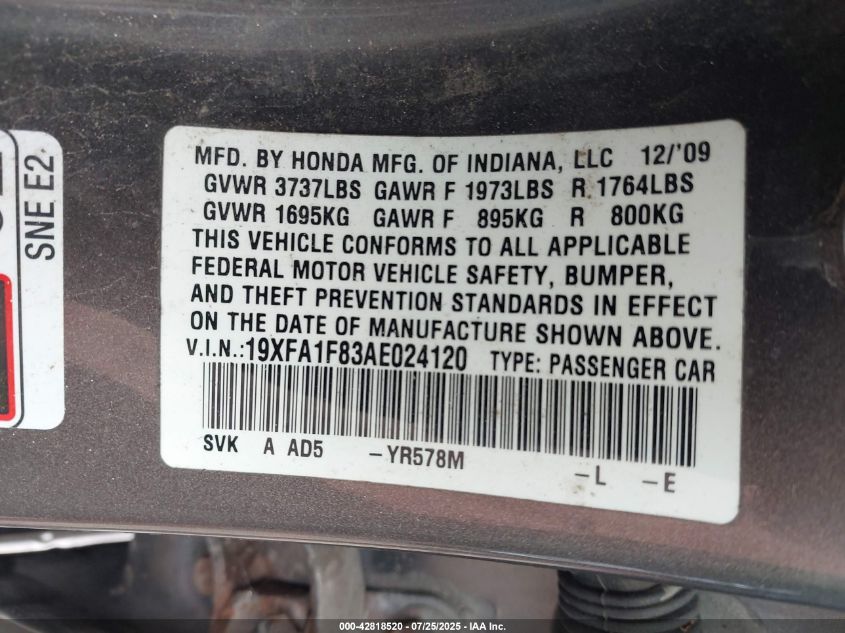 SNE E2
MFD. BY HONDA MFG. OF INDIANA, LLC 12/'09
GVWR 3737LBS GAWR F 1973LBS R 1764LBS
GVWR 1695KG GAWR F 895KG R 800KG
THIS VEHICLE CONFORMS TO ALL APPLICABLE
FEDERAL MOTOR VEHICLE SAFETY, BUMPER,
AND THEFT PREVENTION STANDARDS IN EFFECT
ON THE DATE OF MANUFACTURE SHOWN ABOVE.
V.I.N.:19XFA1F83AE024120 TYPE: PASSENGER CAR
SVK A AD5 -YR578M -L -E
000-42818520 - 07/25/2025 - IAA Inc.